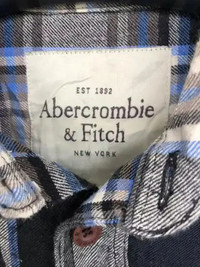 EST 1892
Abercrombie
& Fitch
NEW YORK